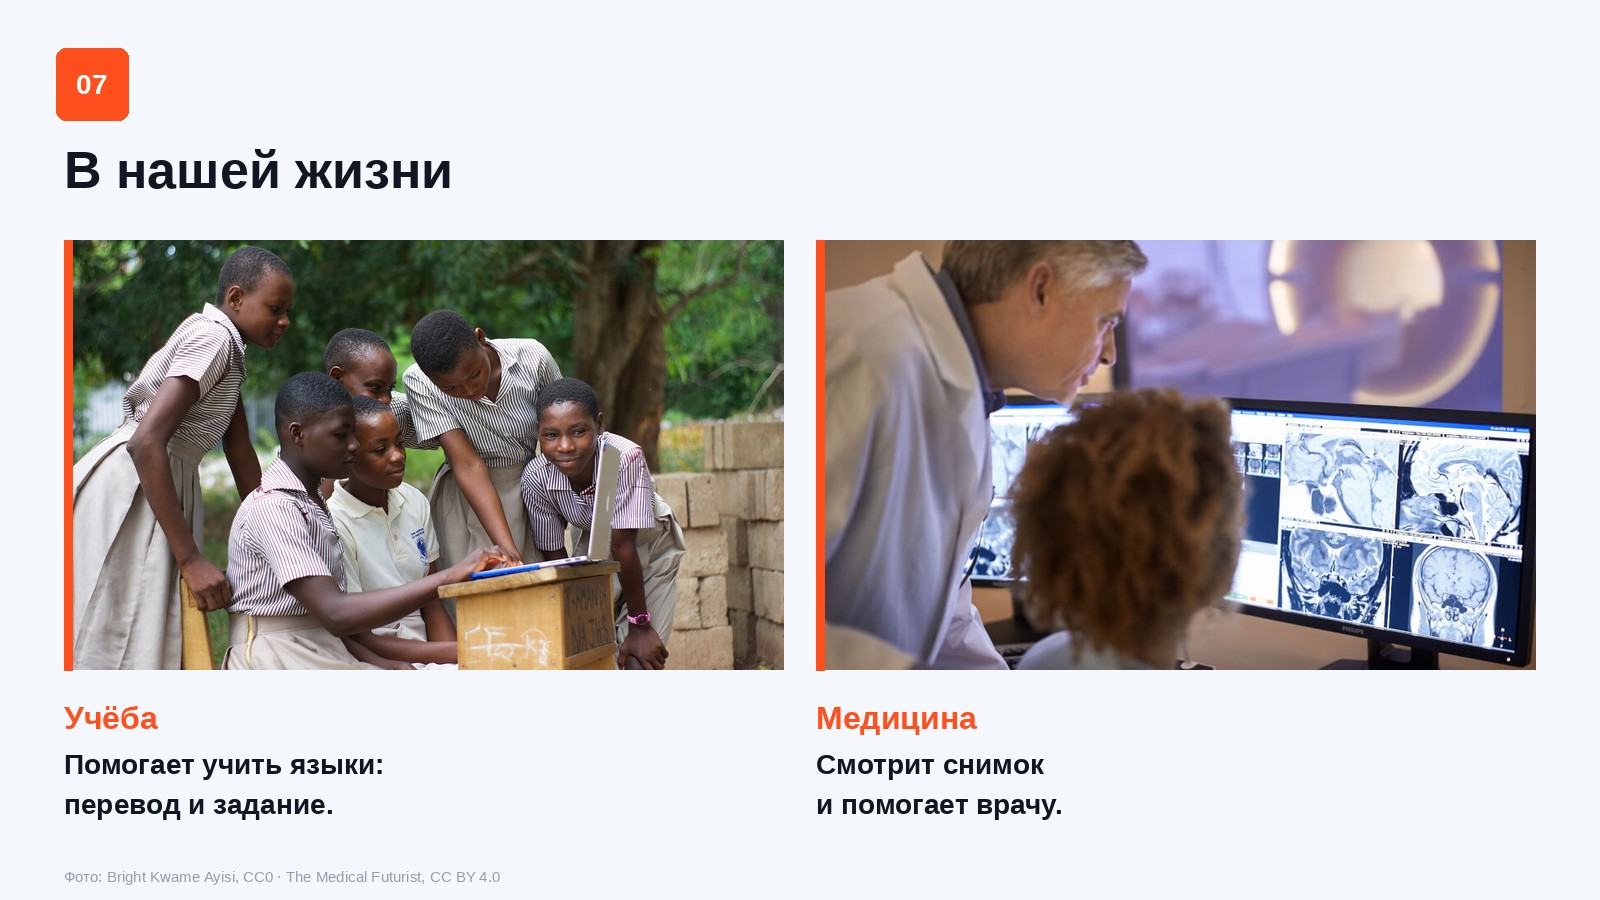 07
В нашей жизни
PHILIPS
Учёба
Помогает учить языки:
перевод и задание.
Медицина
Смотрит снимок
и помогает врачу.
Фото: Bright Kwame Ayisi, CC0 · The Medical Futurist, CC BY 4.0